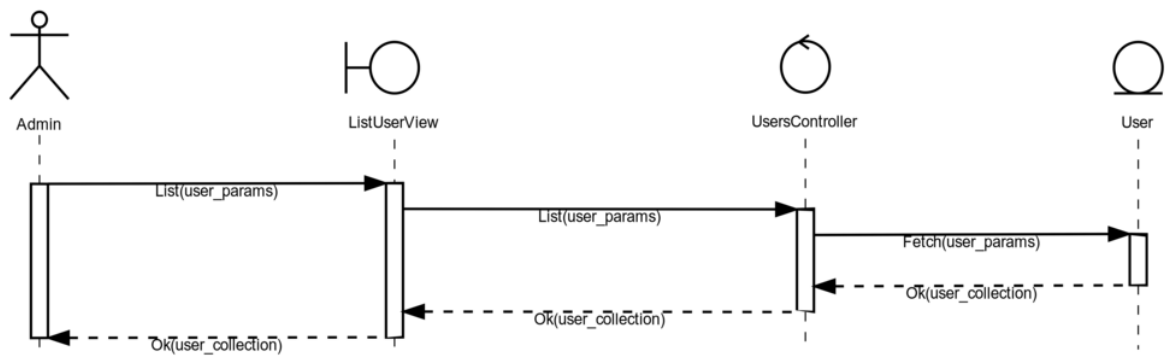 Admin
ListUserView
UsersController
User
List(user_params)
List(user_params)
Fetch(user_params)
Ok(user_collection)
Ok(user_collection)
Ok(user_collection)